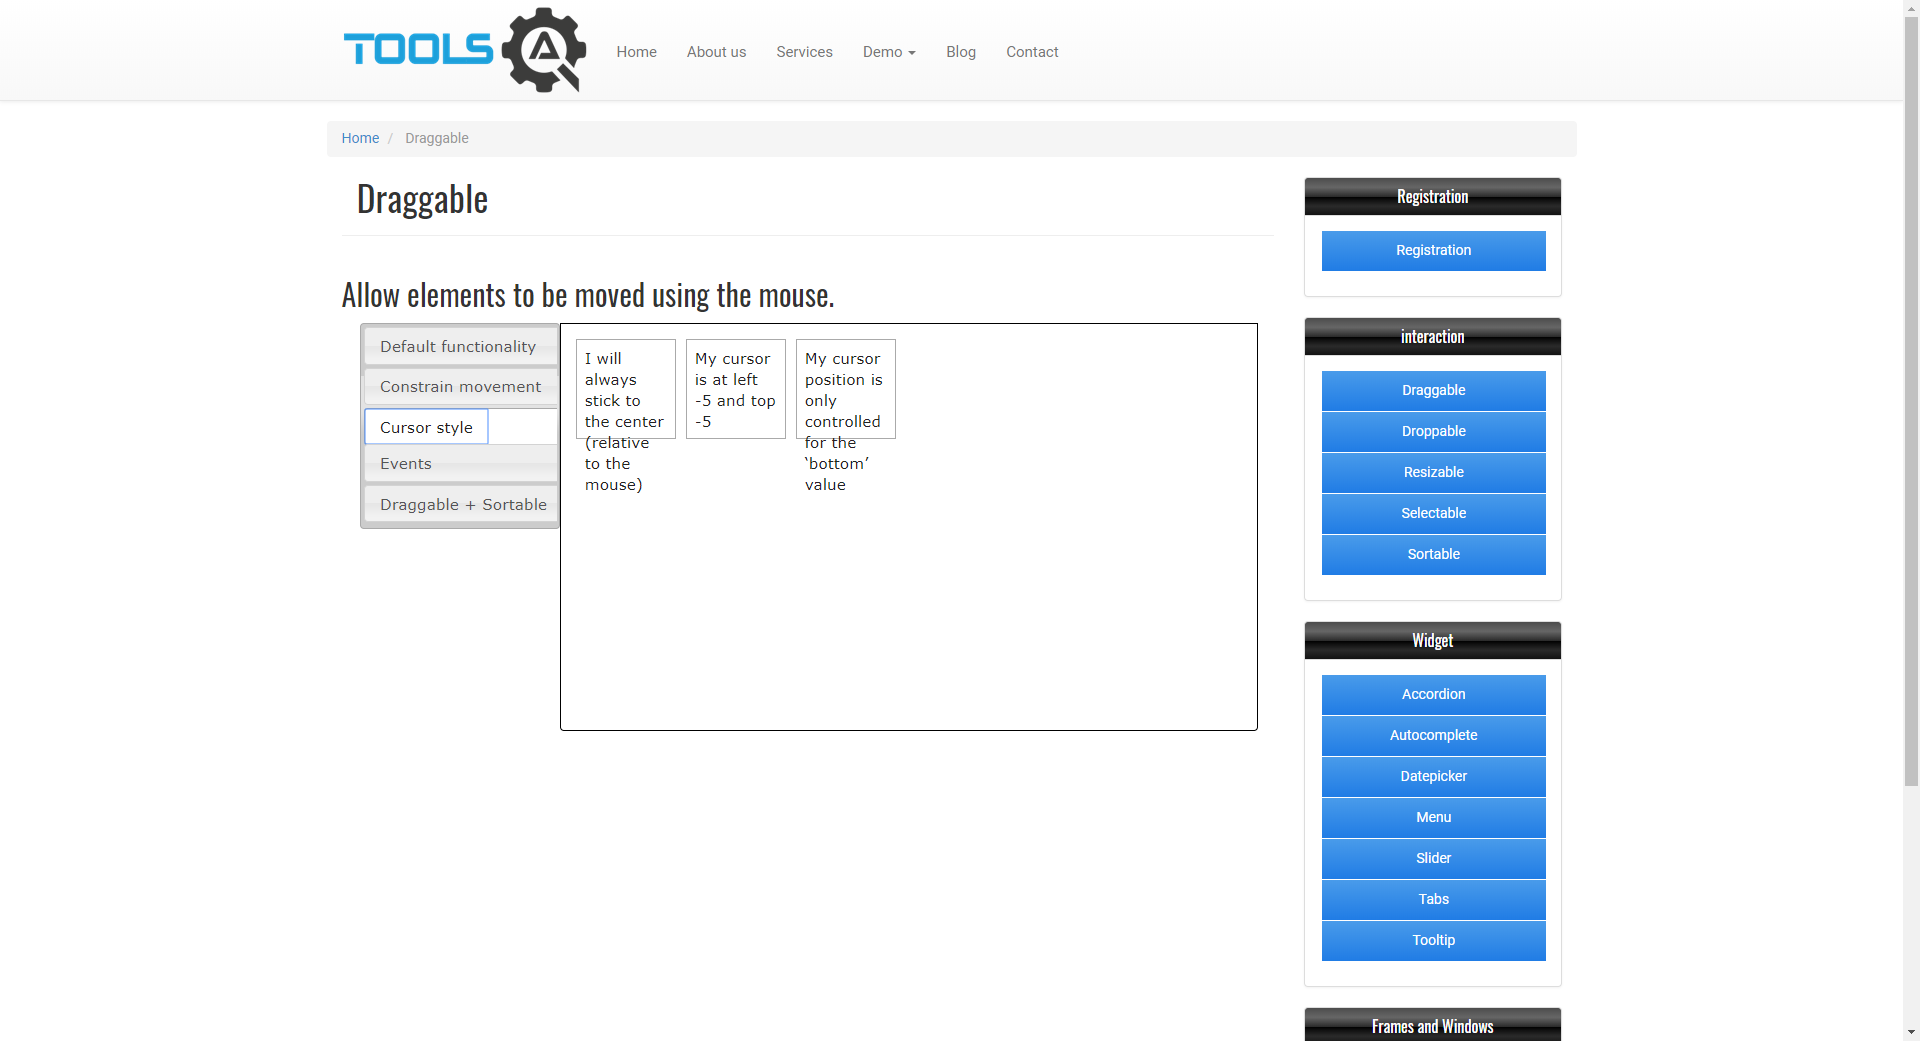 TOOLS QA
Home
About us
Services
Demo
Blog
Contact
Home / Draggable
Draggable
Allow elements to be moved using the mouse.
Default functionality
Constrain movement
Cursor style
Events
Draggable + Sortable
I will
always
stick to
the center
(relative
to the
mouse)
My cursor
is at left
-5 and top
-5
My cursor
position is
only
controlled
for the
‘bottom’
value
Registration
Registration
interaction
Draggable
Droppable
Resizable
Selectable
Sortable
Widget
Accordion
Autocomplete
Datepicker
Menu
Slider
Tabs
Tooltip
Frames and Windows